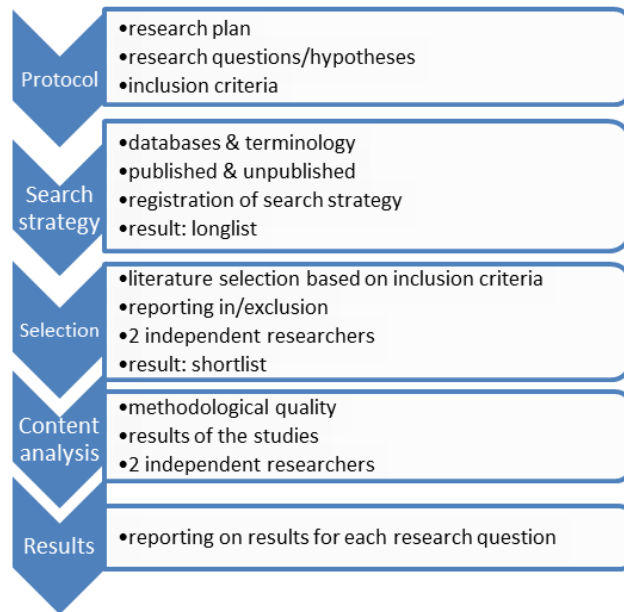 Protocol
•research plan
•research questions/hypotheses
•inclusion criteria
Search
strategy
•databases & terminology
•published & unpublished
•registration of search strategy
•result: longlist
Selection
•literature selection based on inclusion criteria
•reporting in/exclusion
•2 independent researchers
•result: shortlist
Content
analysis
•methodological quality
•results of the studies
•2 independent researchers
Results
•reporting on results for each research question